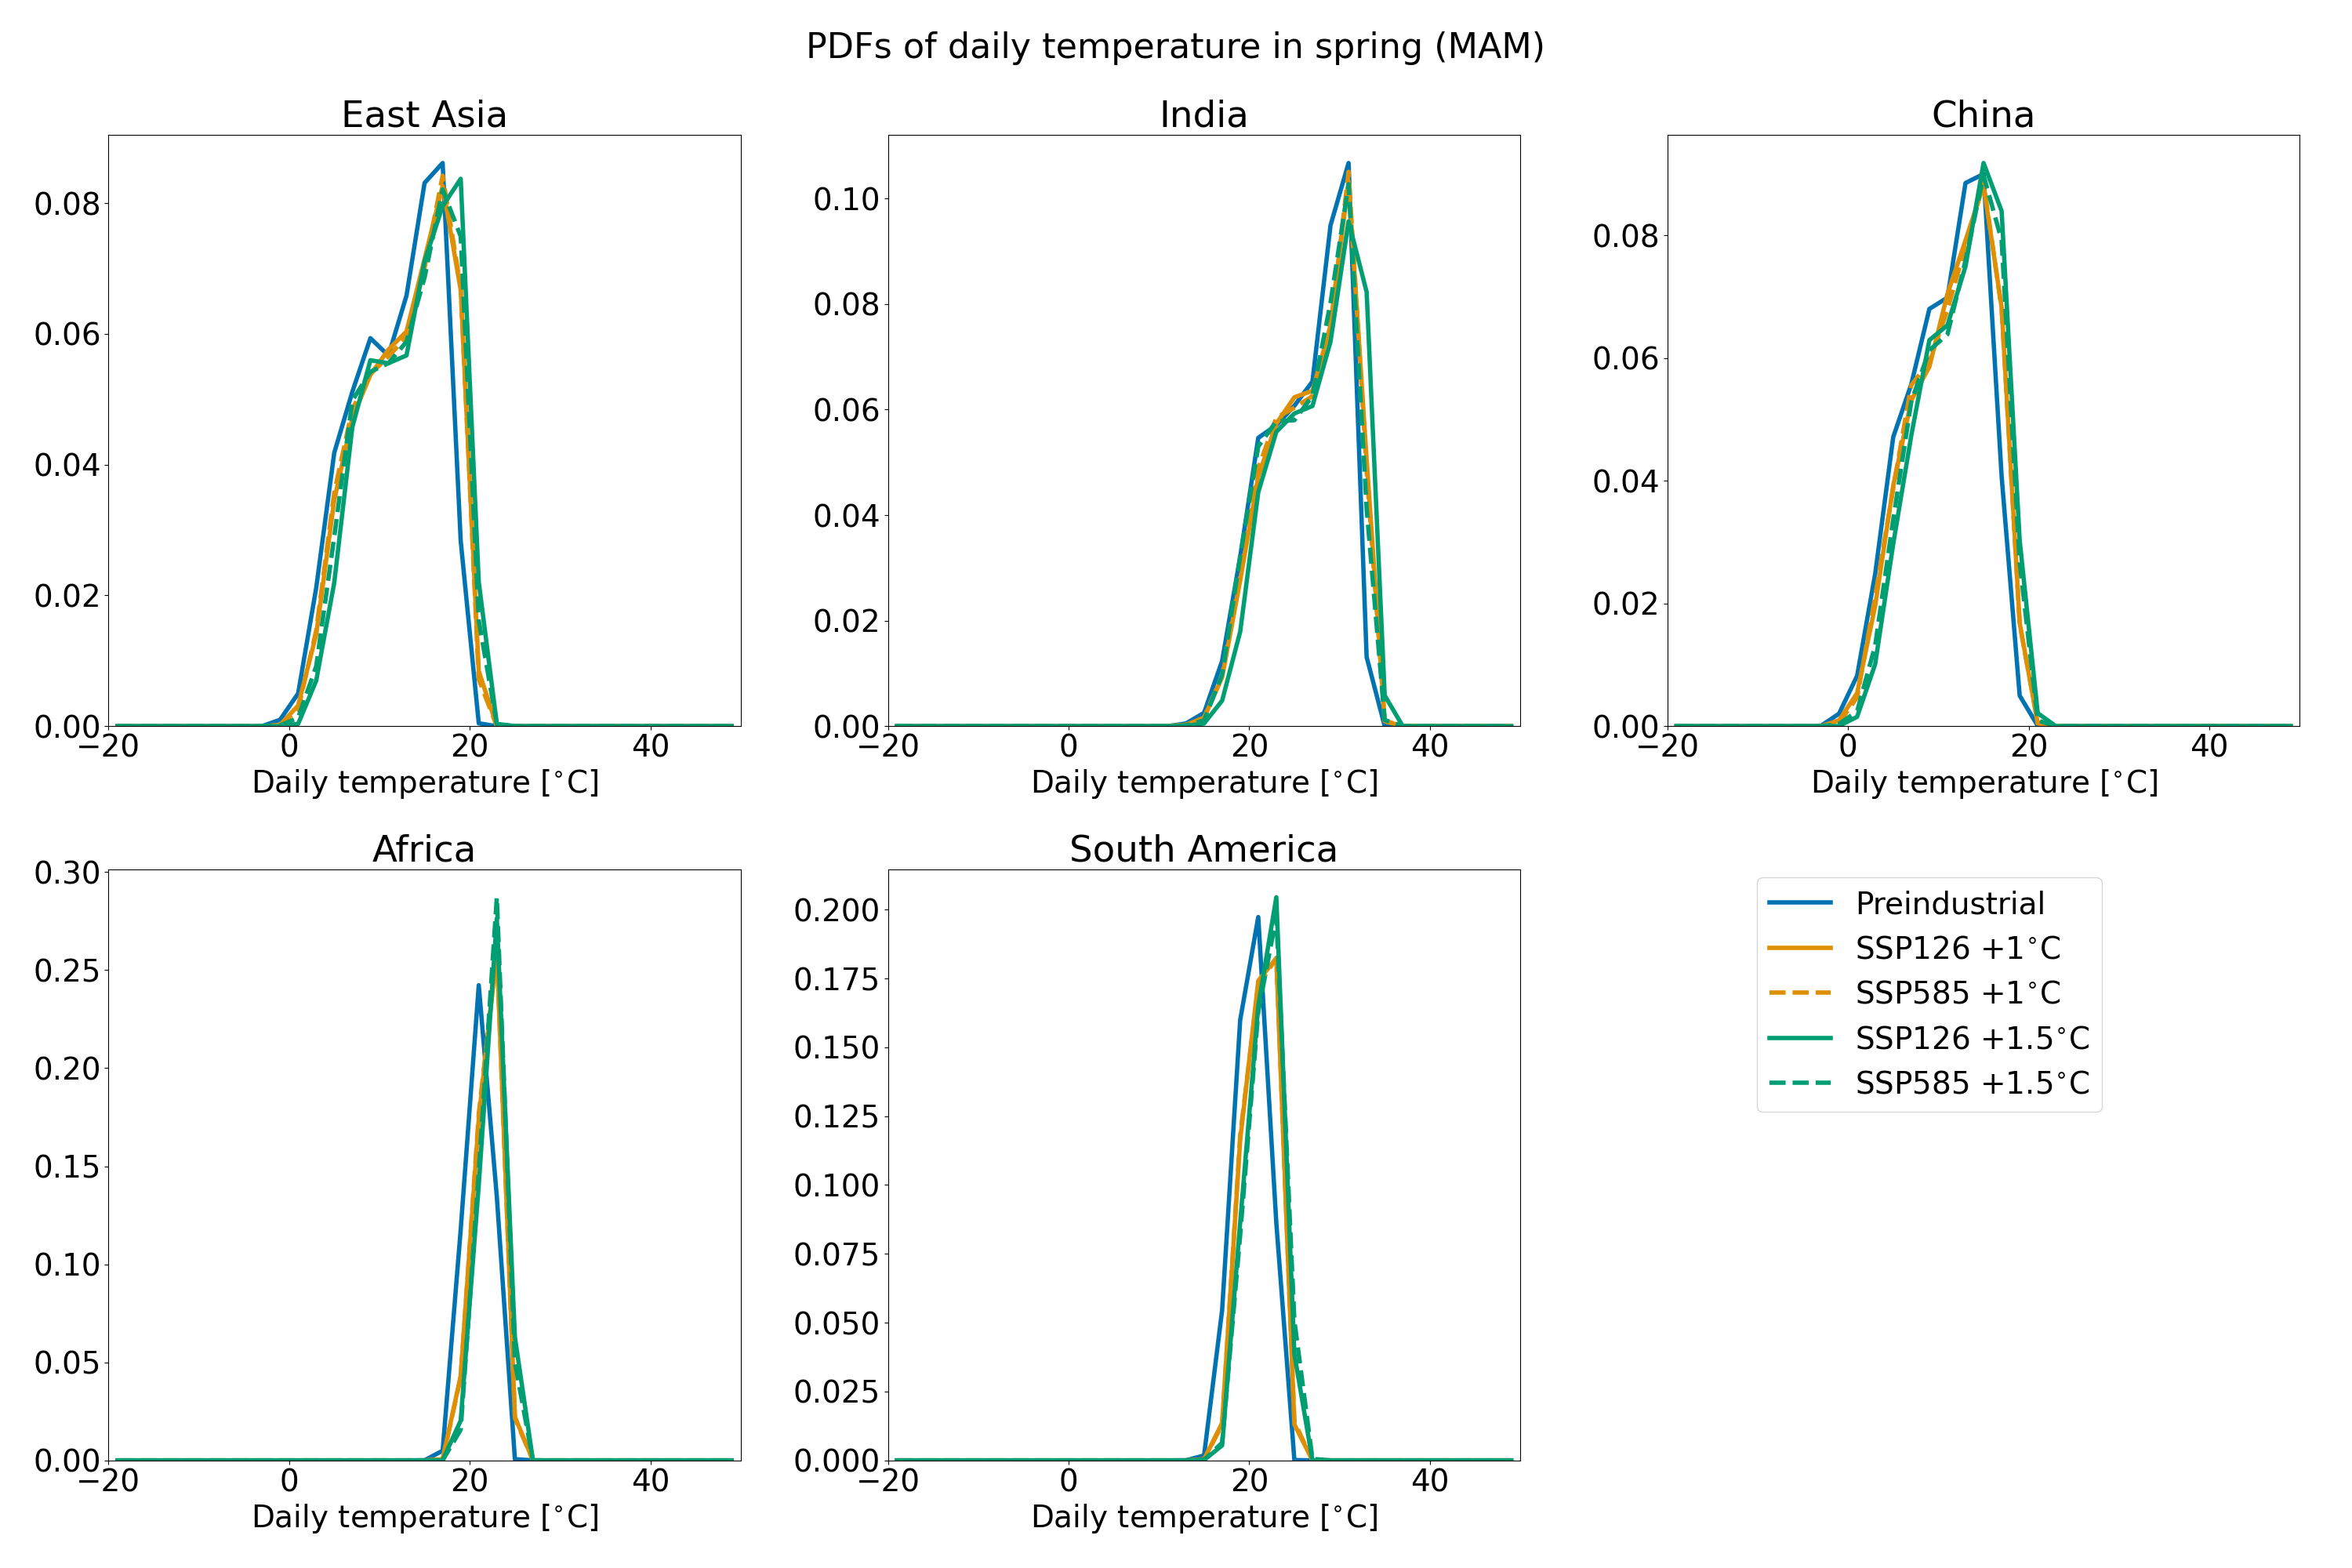 PDFs of daily temperature in spring (MAM)
East Asia
0.08
0.06
0.04
0.02
0.00
−20 0 20 40
Daily temperature [°C]
India
0.10
0.08
0.06
0.04
0.02
0.00
−20 0 20 40
Daily temperature [°C]
China
0.08
0.06
0.04
0.02
0.00
−20 0 20 40
Daily temperature [°C]
Africa
0.30
0.25
0.20
0.15
0.10
0.05
0.00
−20 0 20 40
Daily temperature [°C]
South America
0.200
0.175
0.150
0.125
0.100
0.075
0.050
0.025
0.000
−20 0 20 40
Daily temperature [°C]
Preindustrial
SSP126 +1°C
SSP585 +1°C
SSP126 +1.5°C
SSP585 +1.5°C